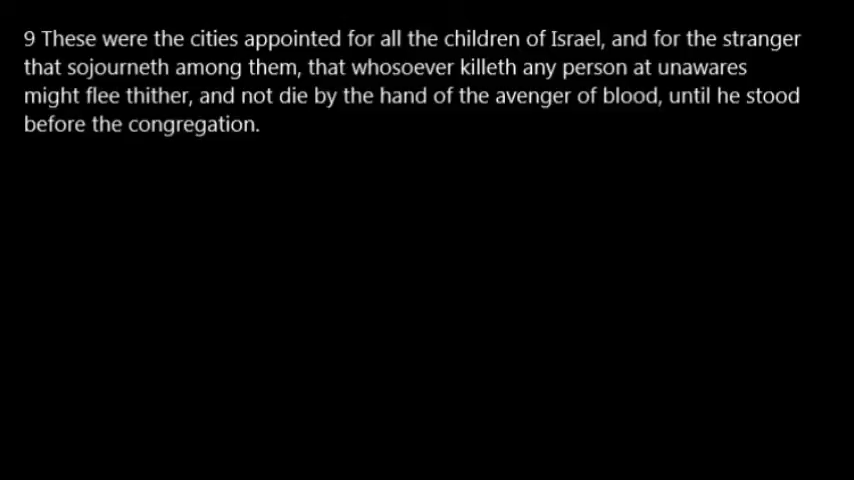 9 These were the cities appointed for all the children of Israel, and for the stranger
that sojourneth among them, that whosoever killeth any person at unawares
might flee thither, and not die by the hand of the avenger of blood, until he stood
before the congregation.